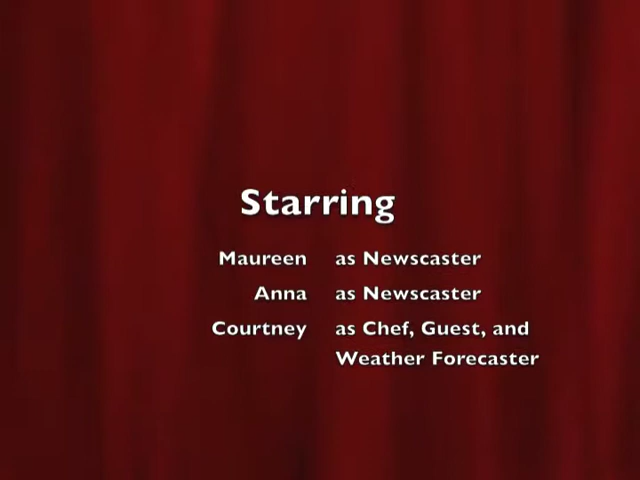 Starring
Maureen as Newscaster
Anna as Newscaster
Courtney as Chef, Guest, and
Weather Forecaster